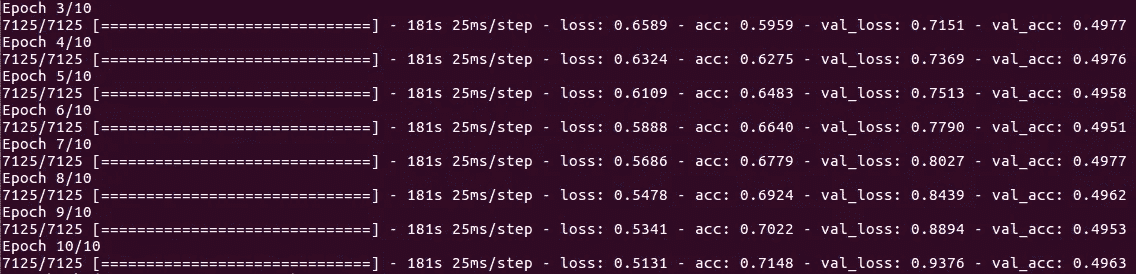 Epoch 3/10
7125/7125 [==============================] - 181s 25ms/step - loss: 0.6589 - acc: 0.5959 - val_loss: 0.7151 - val_acc: 0.4977
Epoch 4/10
7125/7125 [==============================] - 181s 25ms/step - loss: 0.6324 - acc: 0.6275 - val_loss: 0.7369 - val_acc: 0.4976
Epoch 5/10
7125/7125 [==============================] - 181s 25ms/step - loss: 0.6109 - acc: 0.6483 - val_loss: 0.7513 - val_acc: 0.4958
Epoch 6/10
7125/7125 [==============================] - 181s 25ms/step - loss: 0.5888 - acc: 0.6640 - val_loss: 0.7790 - val_acc: 0.4951
Epoch 7/10
7125/7125 [==============================] - 181s 25ms/step - loss: 0.5686 - acc: 0.6779 - val_loss: 0.8027 - val_acc: 0.4977
Epoch 8/10
7125/7125 [==============================] - 181s 25ms/step - loss: 0.5478 - acc: 0.6924 - val_loss: 0.8439 - val_acc: 0.4962
Epoch 9/10
7125/7125 [==============================] - 181s 25ms/step - loss: 0.5341 - acc: 0.7022 - val_loss: 0.8894 - val_acc: 0.4953
Epoch 10/10
7125/7125 [==============================] - 181s 25ms/step - loss: 0.5131 - acc: 0.7148 - val_loss: 0.9376 - val_acc: 0.4963